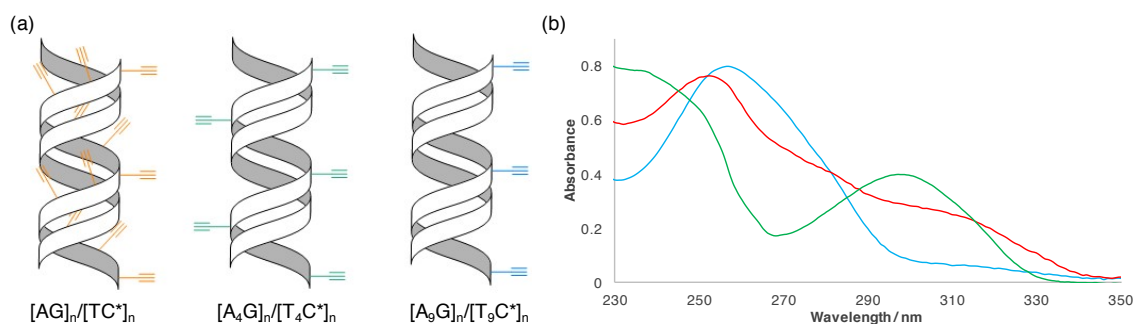 (a)
[AG]ₙ/[TC*]ₙ
[A₄G]ₙ/[T₄C*]ₙ
[A₉G]ₙ/[T₉C*]ₙ
(b)
Absorbance
0.8
0.6
0.4
0.2
0
230
250
270
290
310
330
350
Wavelength / nm